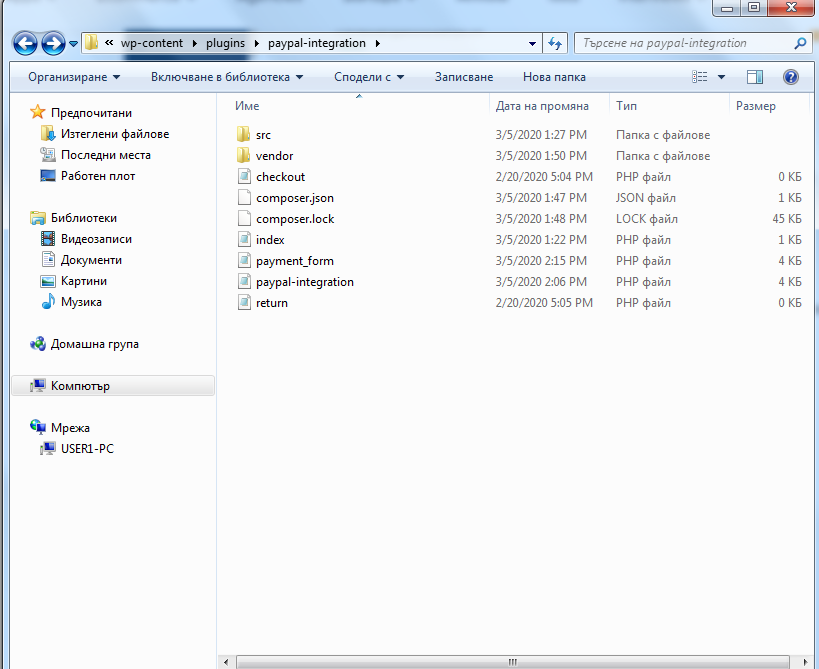 « wp-content plugins paypal-integration
Търсене на paypal-integration
Организиране Включване в библиотека Сподели с Записване Нова папка
Предпочитани
Изтеглени файлове
Последни места
Работен плот
Библиотеки
Видеозаписи
Документи
Картини
Музика
Домашна група
Компютър
Мрежа
USER1-PC
Име Дата на промяна Тип Размер
src 3/5/2020 1:27 PM Папка с файлове
vendor 3/5/2020 1:50 PM Папка с файлове
checkout 2/20/2020 5:04 PM PHP файл 0 КБ
composer.json 3/5/2020 1:47 PM JSON файл 1 КБ
composer.lock 3/5/2020 1:48 PM LOCK файл 45 КБ
index 3/5/2020 1:22 PM PHP файл 1 КБ
payment_form 3/5/2020 2:15 PM PHP файл 4 КБ
paypal-integration 3/5/2020 2:06 PM PHP файл 4 КБ
return 2/20/2020 5:05 PM PHP файл 0 КБ